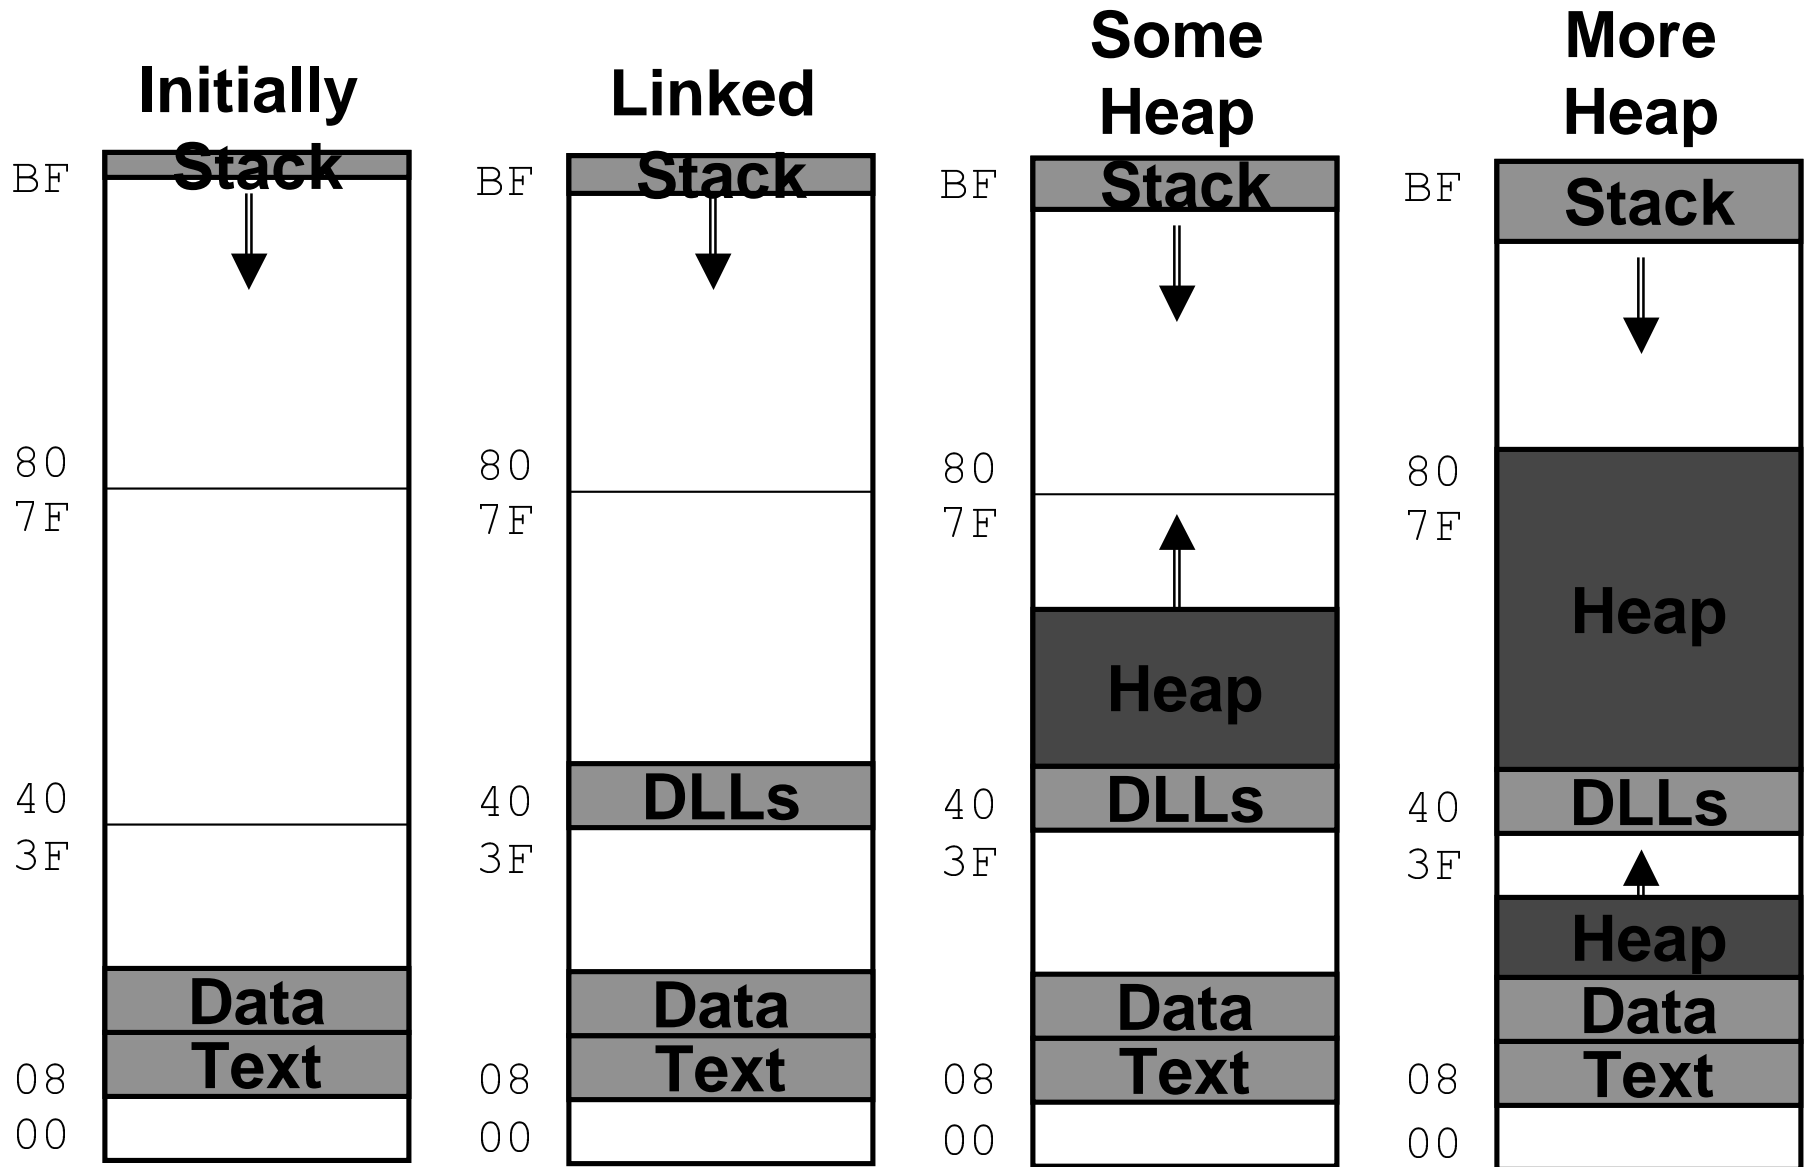 Initially
Stack
BF
80
7F
40
3F
Data
Text
08
00
Linked
Stack
BF
80
7F
DLLs
40
3F
Data
Text
08
00
Some
Heap
Stack
BF
80
7F
Heap
DLLs
40
3F
Data
Text
08
00
More
Heap
Stack
BF
80
7F
Heap
DLLs
40
3F
Heap
Data
Text
08
00